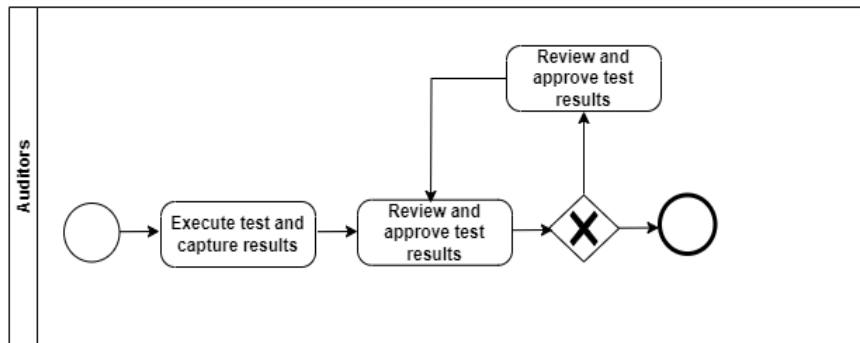 Auditors
Review and
approve test
results
Execute test and
capture results
Review and
approve test
results